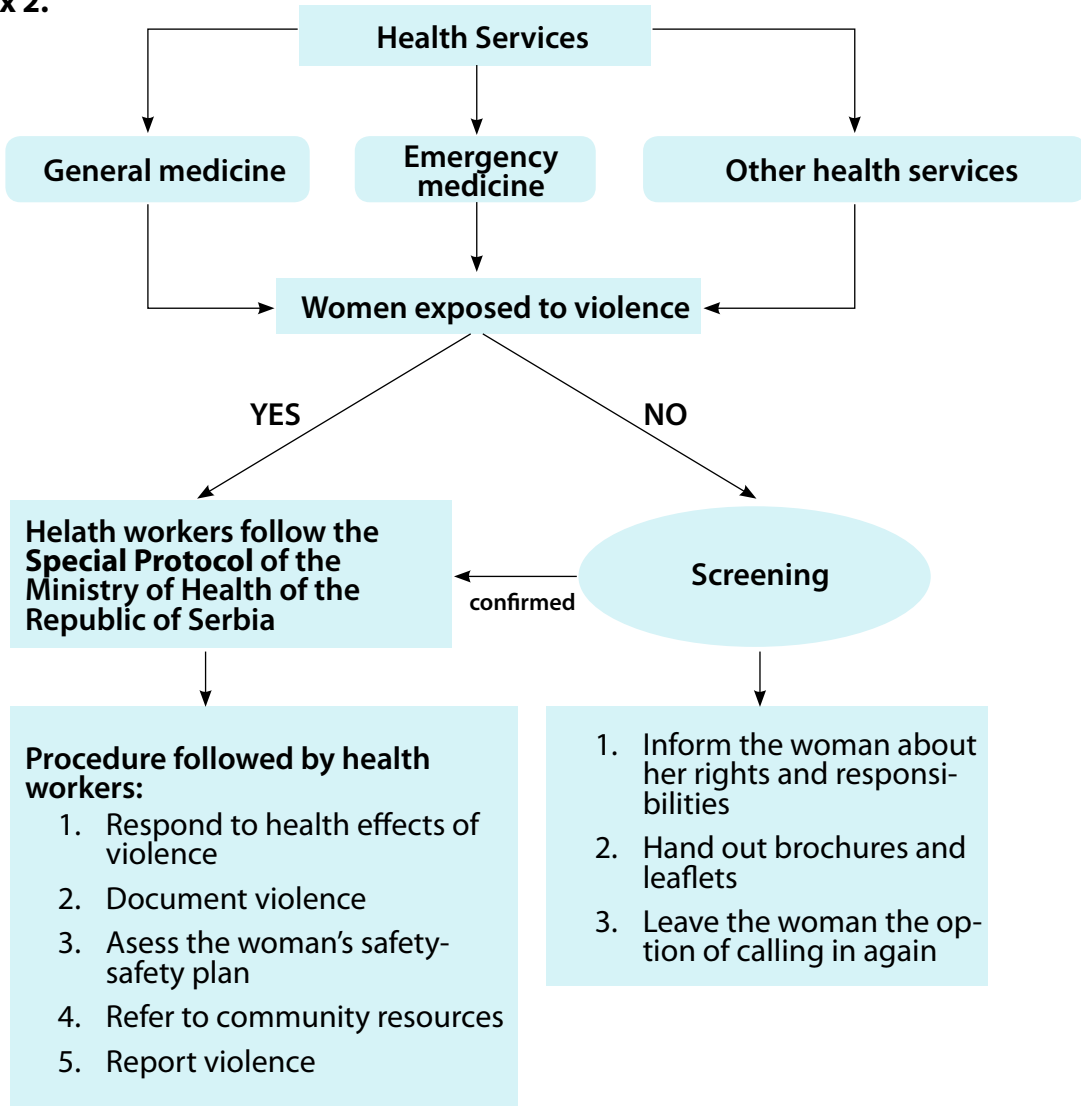 x 2.
Health Services
General medicine
Emergency
medicine
Other health services
Women exposed to violence
YES
NO
Helath workers follow the
Special Protocol of the
Ministry of Health of the
Republic of Serbia
confirmed
Screening
Procedure followed by health
workers:
1. Respond to health effects of
violence
2. Document violence
3. Asess the woman's safety-
safety plan
4. Refer to community resources
5. Report violence
1. Inform the woman about
her rights and responsi-
bilities
2. Hand out brochures and
leaflets
3. Leave the woman the op-
tion of calling in again